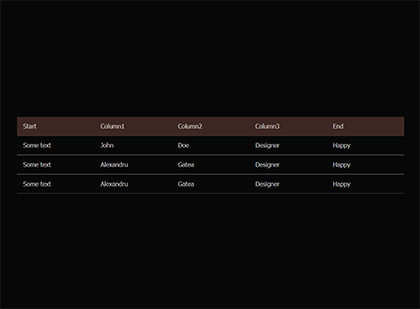 Start Column1 Column2 Column3 End
Some text John Doe Designer Happy
Some text Alexandru Gatea Designer Happy
Some text Alexandru Gatea Designer Happy